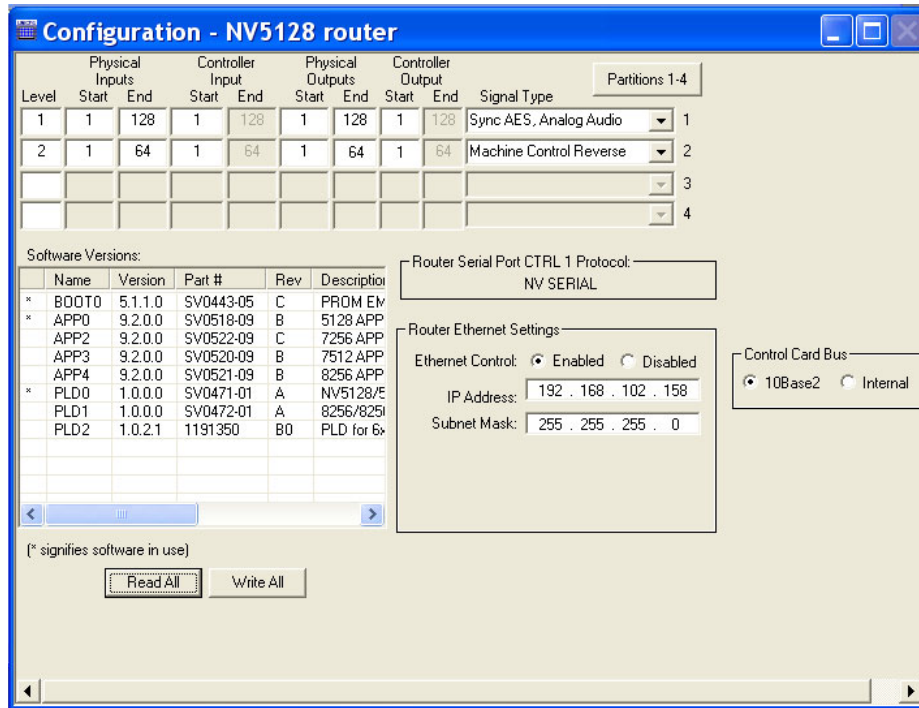 Configuration - NV5128 router
Physical Inputs Controller Input Physical Outputs Controller Output
Partitions 1-4
Level Start End Start End Start End Start End Signal Type
1 1 128 1 128 1 128 1 128 Sync AES, Analog Audio 1
2 1 64 1 64 1 64 1 64 Machine Control Reverse 2
3
4
Software Versions:
Name Version Part # Rev Description
* BOOT0 5.1.1.0 SV0443-05 C PROM EM
* APP0 9.2.0.0 SV0518-09 B 5128 APP
APP2 9.2.0.0 SV0522-09 C 7256 APP
APP3 9.2.0.0 SV0520-09 B 7512 APP
APP4 9.2.0.0 SV0521-09 B 8256 APP
* PLD0 1.0.0.0 SV0471-01 A NV5128/5
PLD1 1.0.0.0 SV0472-01 A 8256/825
PLD2 1.0.2.1 1191350 B0 PLD for 6x
(* signifies software in use)
Read All Write All
Router Serial Port CTRL 1 Protocol:
NV SERIAL
Router Ethernet Settings
Ethernet Control: Enabled Disabled
IP Address: 192 . 168 . 102 . 158
Subnet Mask: 255 . 255 . 255 . 0
Control Card Bus
10Base2 Internal